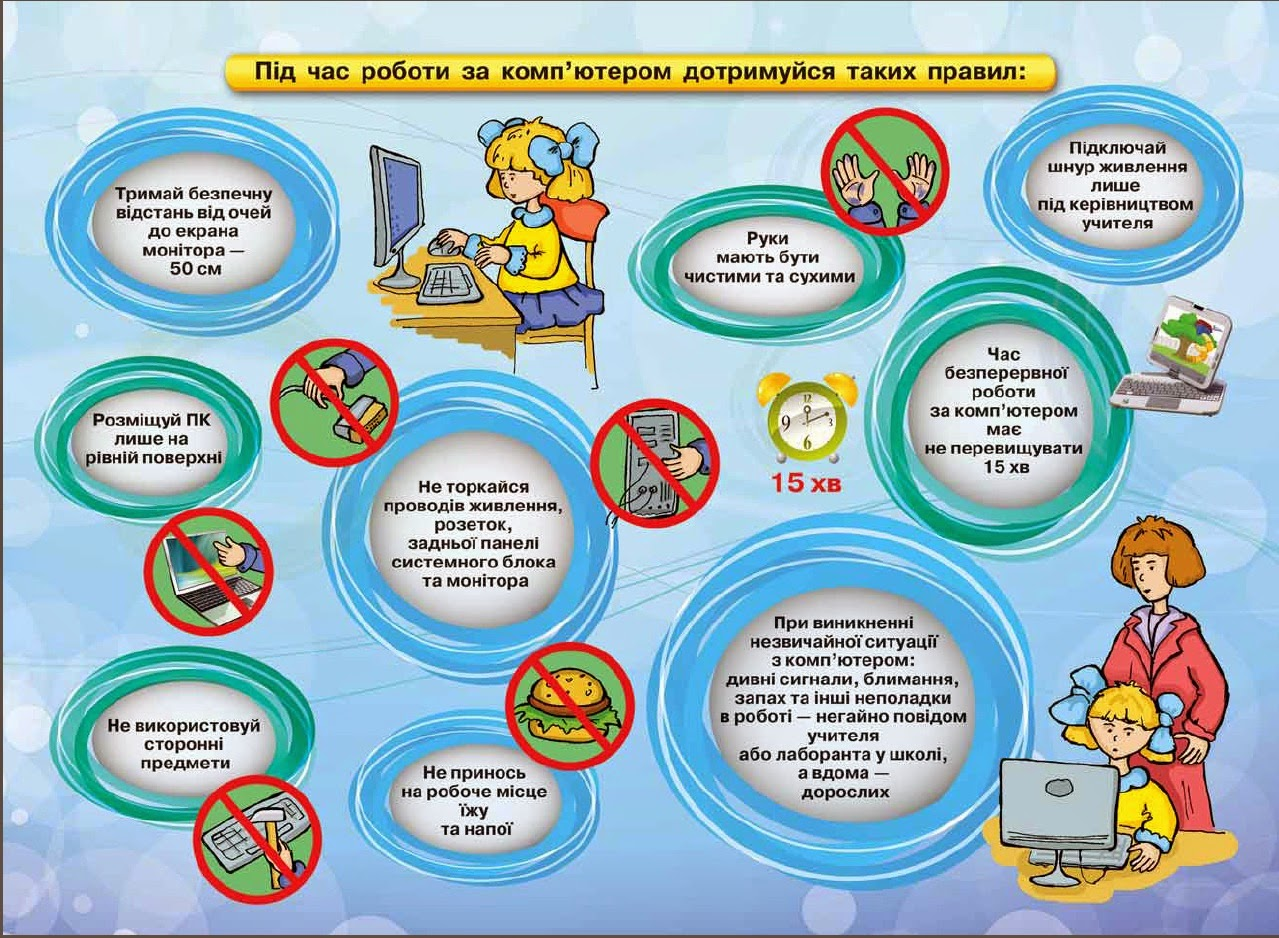 Під час роботи за комп’ютером дотримуйся таких правил:
Тримай безпечну
відстань від очей
до екрана
монітора —
50 см
Руки
мають бути
чистими та сухими
Підключай
шнур живлення
лише
під керівництвом
учителя
Розміщуй ПК
лише на
рівній поверхні
Не торкайся
проводів живлення,
розеток,
задньої панелі
системного блока
та монітора
12
9
3
6
15 хв
Час
безперервної
роботи
за комп’ютером
має
не перевищувати
15 хв
Не використовуй
сторонні
предмети
Не принось
на робоче місце
їжу
та напої
При виникненні
незвичайної ситуації
з комп’ютером:
дивні сигнали, блимання,
запах та інші неполадки
в роботі — негайно повідом
учителя
або лаборанта у школі,
а вдома —
дорослих